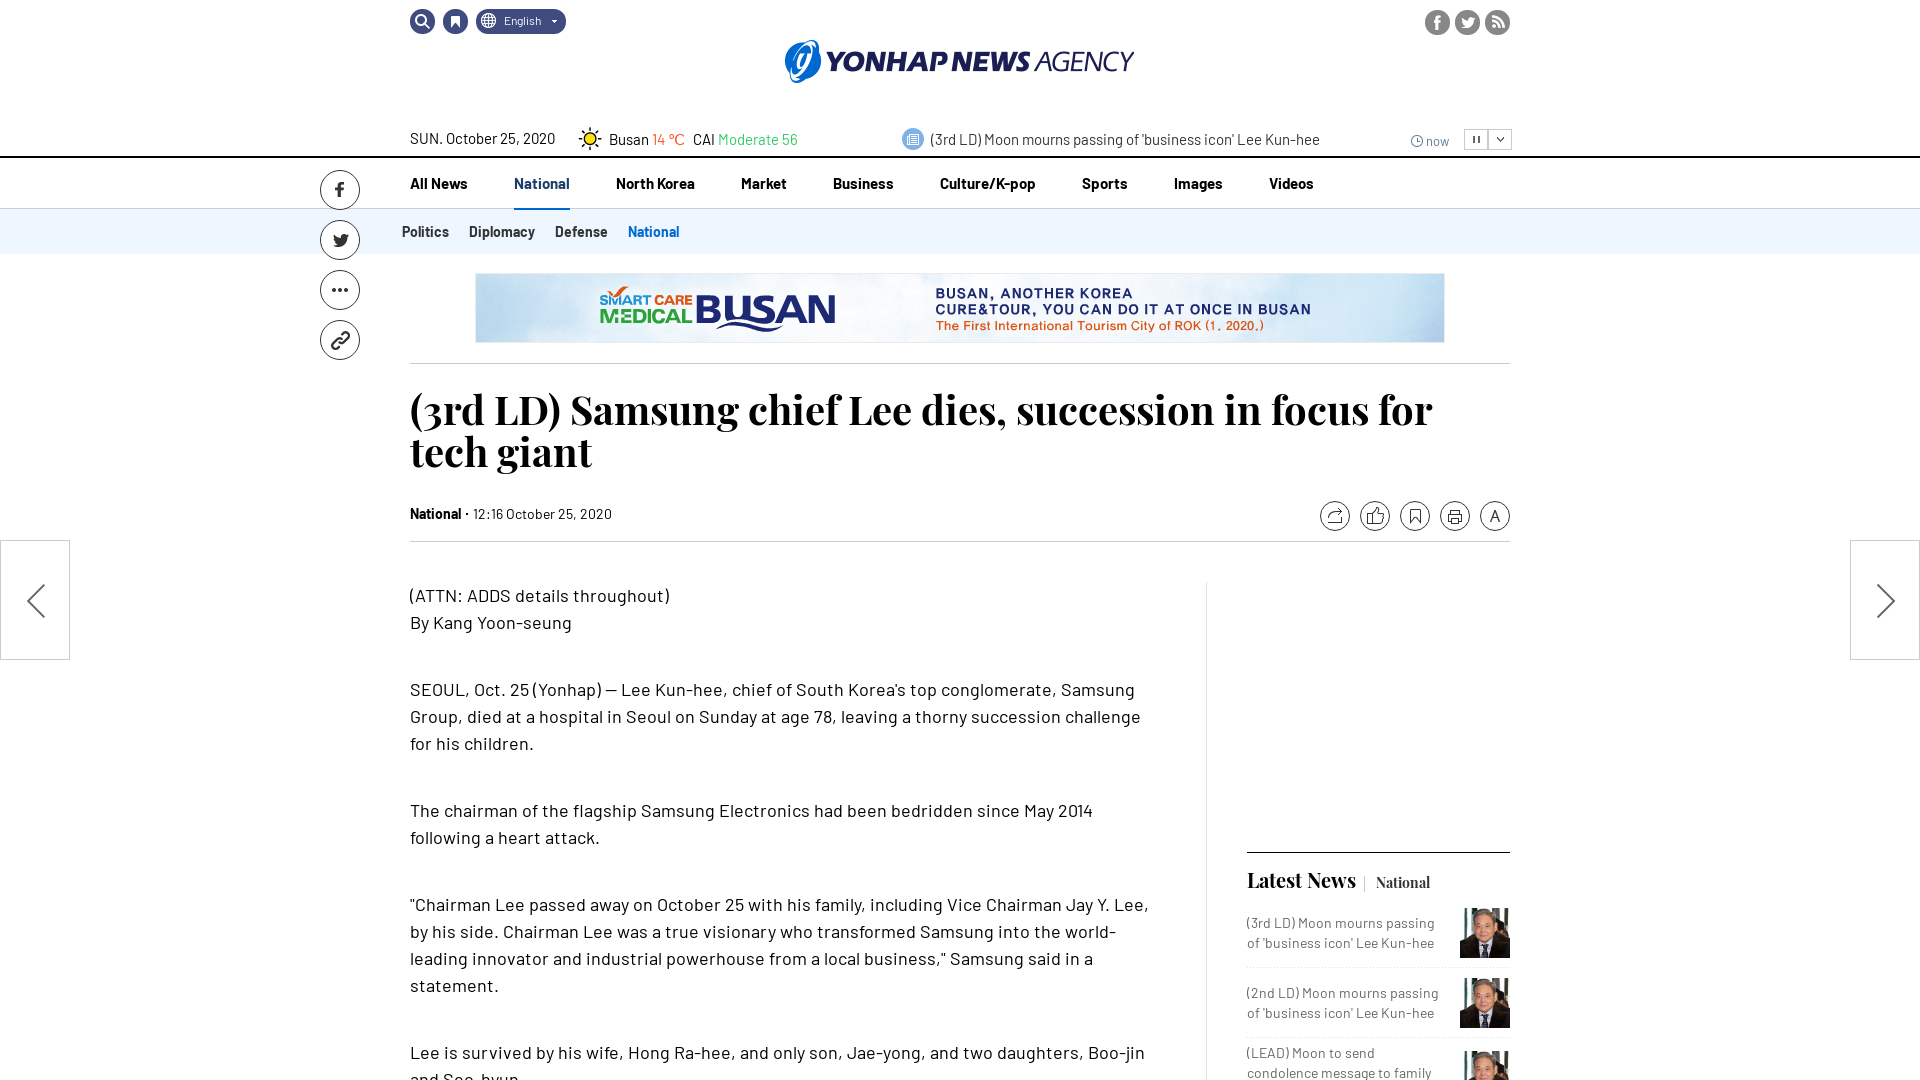 English
YONHAP NEWS AGENCY
SUN. October 25, 2020
Busan 14 ℃ CAI Moderate 56
(3rd LD) Moon mourns passing of 'business icon' Lee Kun-hee
now
All News National North Korea Market Business Culture/K-pop Sports Images Videos
Politics Diplomacy Defense National
SMART CARE
MEDICAL BUSAN
BUSAN, ANOTHER KOREA
CURE&TOUR, YOU CAN DO IT AT ONCE IN BUSAN
The First International Tourism City of ROK (1. 2020.)
(3rd LD) Samsung chief Lee dies, succession in focus for
tech giant
National · 12:16 October 25, 2020
A
(ATTN: ADDS details throughout)
By Kang Yoon-seung
SEOUL, Oct. 25 (Yonhap) -- Lee Kun-hee, chief of South Korea's top conglomerate, Samsung
Group, died at a hospital in Seoul on Sunday at age 78, leaving a thorny succession challenge
for his children.
The chairman of the flagship Samsung Electronics had been bedridden since May 2014
following a heart attack.
"Chairman Lee passed away on October 25 with his family, including Vice Chairman Jay Y. Lee,
by his side. Chairman Lee was a true visionary who transformed Samsung into the world-
leading innovator and industrial powerhouse from a local business," Samsung said in a
statement.
Lee is survived by his wife, Hong Ra-hee, and only son, Jae-yong, and two daughters, Boo-jin
and Seo-hyun.
Latest News National
(3rd LD) Moon mourns passing
of 'business icon' Lee Kun-hee
(2nd LD) Moon mourns passing
of 'business icon' Lee Kun-hee
(LEAD) Moon to send
condolence message to family